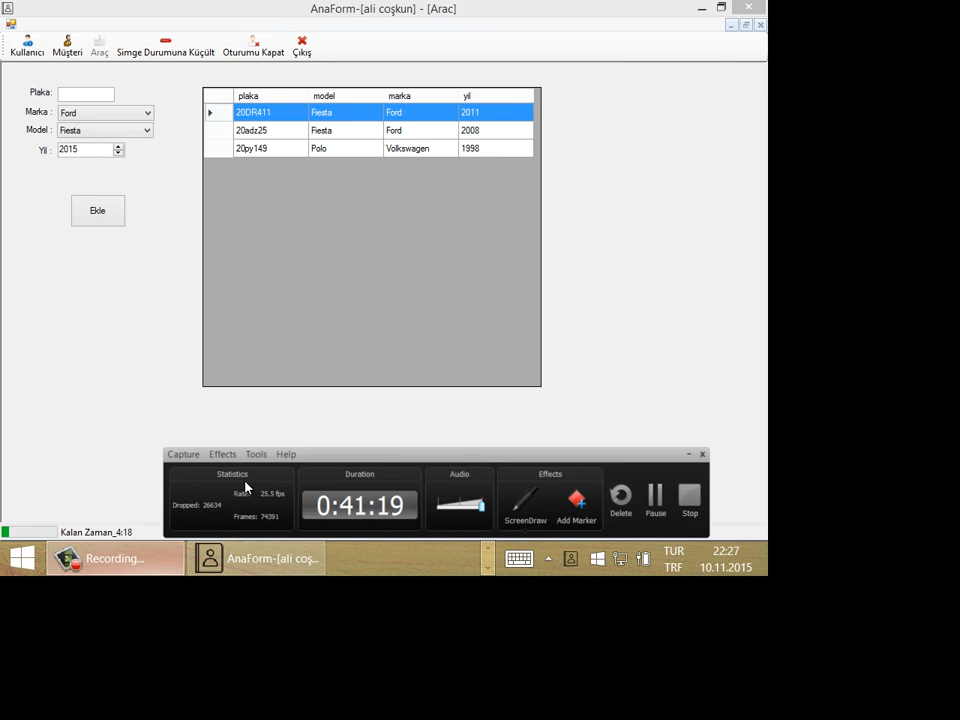 AnaForm-[ali coşkun] - [Arac]
Kullanıcı Müşteri Araç Simge Durumuna Küçült Oturumu Kapat Çıkış
Plaka:
Marka : Ford
Model : Fiesta
Yıl : 2015
Ekle
plaka model marka yil
20DR411 Fiesta Ford 2011
20adz25 Fiesta Ford 2008
20py149 Polo Volkswagen 1998
Capture Effects Tools Help
Statistics Duration Audio Effects
Rate: 25.5 fps
Dropped: 26634
Frames: 74391
0:41:19
ScreenDraw Add Marker Delete Pause Stop
Kalan Zaman_4:18
Recording... AnaForm-[ali coş...
TUR 22:27
TRF 10.11.2015